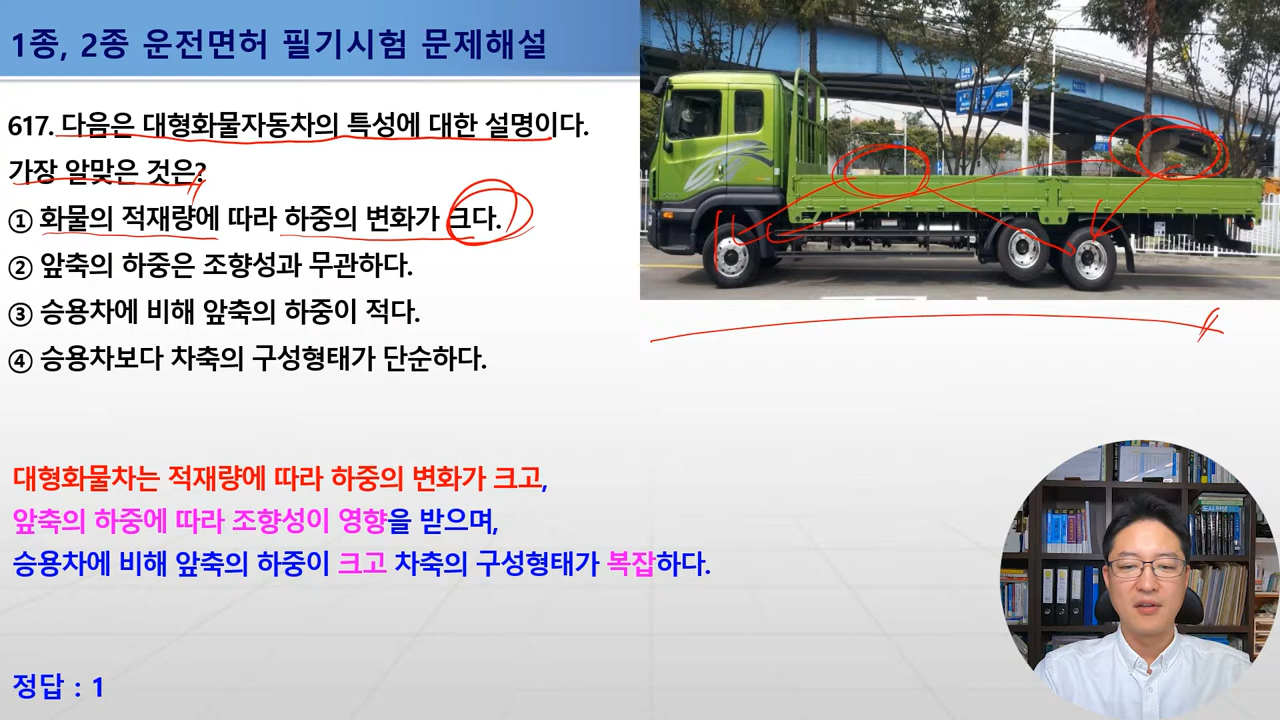 1종, 2종 운전면허 필기시험 문제해설
617. 다음은 대형화물자동차의 특성에 대한 설명이다.
가장 알맞은 것은?
① 화물의 적재량에 따라 하중의 변화가 크다.
② 앞축의 하중은 조향성과 무관하다.
③ 승용차에 비해 앞축의 하중이 적다.
④ 승용차보다 차축의 구성형태가 단순하다.
대형화물차는 적재량에 따라 하중의 변화가 크고,
앞축의 하중에 따라 조향성이 영향을 받으며,
승용차에 비해 앞축의 하중이 크고 차축의 구성형태가 복잡하다.
정답 : 1